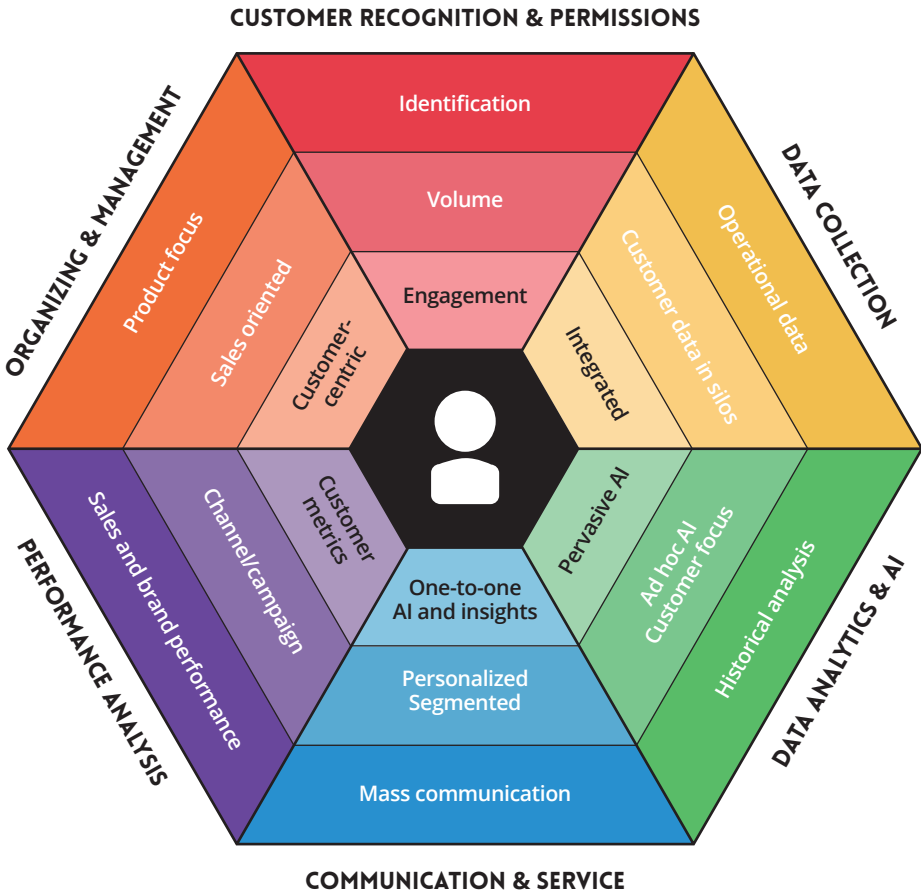 CUSTOMER RECOGNITION & PERMISSIONS
Identification
Volume
Engagement
DATA COLLECTION
Operational data
Customer data in silos
Integrated
DATA ANALYTICS & AI
Historical analysis
Ad hoc AI
Customer focus
Pervasive AI
COMMUNICATION & SERVICE
Mass communication
Personalized
Segmented
One-to-one
AI and insights
PERFORMANCE ANALYSIS
Sales and brand performance
Channel/campaign
Customer
metrics
ORGANIZING & MANAGEMENT
Product focus
Sales oriented
Customer-
centric